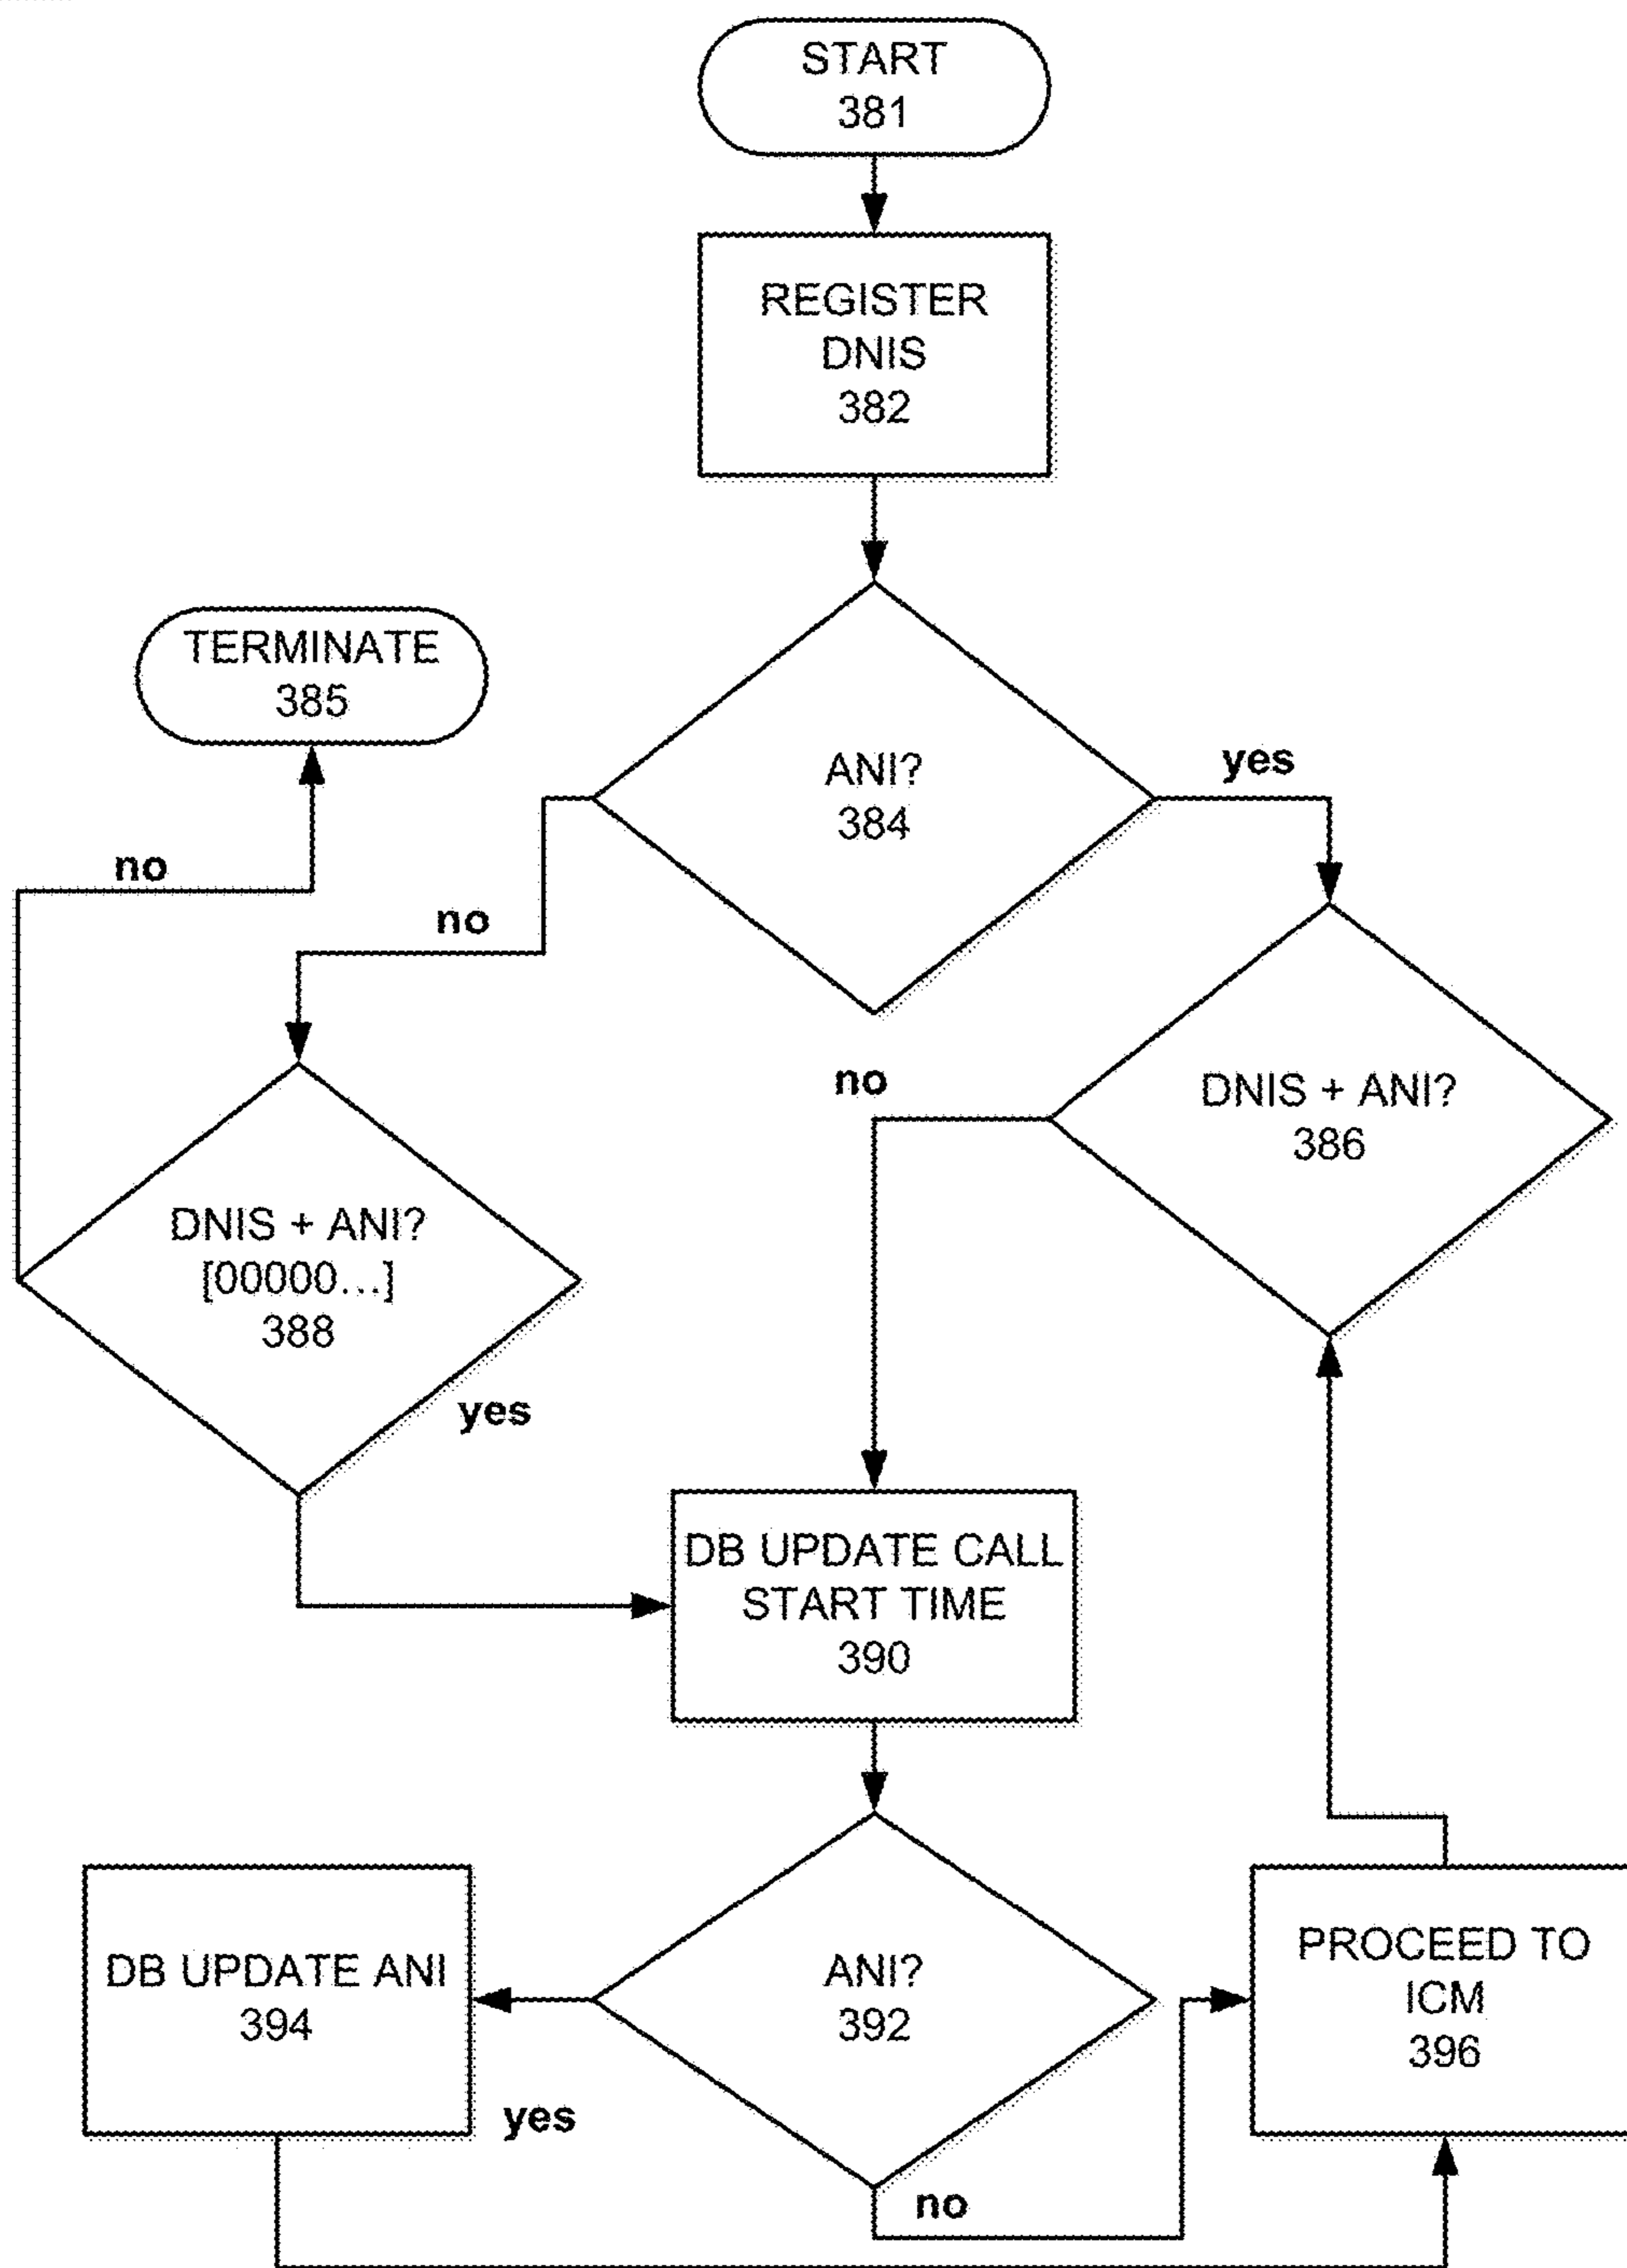 START
381
REGISTER
DNIS
382
TERMINATE
385
ANI?
384
yes
no
no
DNIS + ANI?
386
no
DNIS + ANI?
[00000...]
388
yes
DB UPDATE CALL
START TIME
390
DB UPDATE ANI
394
ANI?
392
PROCEED TO
ICM
396
yes
no